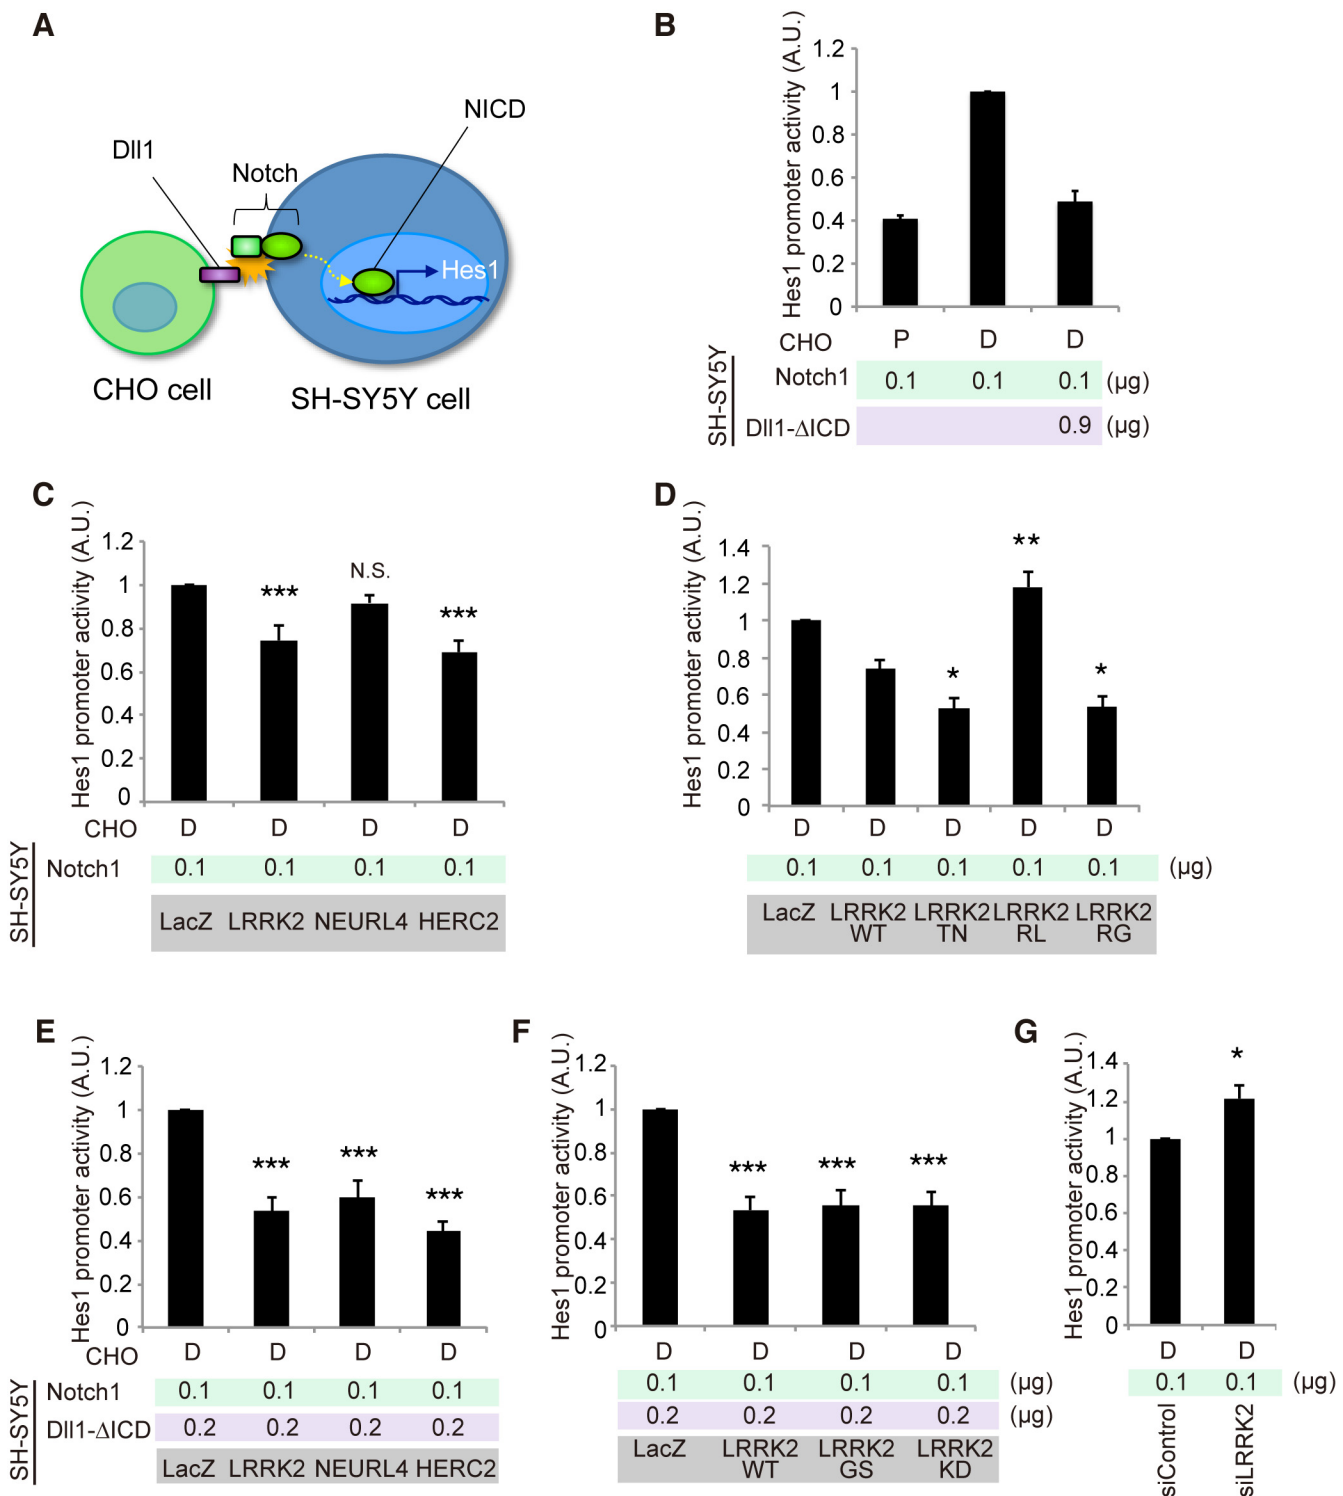 A
Dll1
Notch
NICD
Hes1
CHO cell
SH-SY5Y cell
B
Hes1 promoter activity (A.U.)
1.2
1
0.8
0.6
0.4
0.2
0
CHO P D D
SH-SY5Y
Notch1 0.1 0.1 0.1 (µg)
Dll1-ΔICD 0.9 (µg)
C
Hes1 promoter activity (A.U.)
1.2
1
0.8
0.6
0.4
0.2
0
*** N.S. ***
CHO D D D D
SH-SY5Y
Notch1 0.1 0.1 0.1 0.1
LacZ LRRK2 NEURL4 HERC2
D
Hes1 promoter activity (A.U.)
1.4
1.2
1
0.8
0.6
0.4
0.2
0
* ** *
D D D D D
0.1 0.1 0.1 0.1 0.1 (µg)
LacZ LRRK2 LRRK2 LRRK2 LRRK2
WT TN RL RG
E
Hes1 promoter activity (A.U.)
1.2
1
0.8
0.6
0.4
0.2
0
*** *** ***
CHO D D D D
SH-SY5Y
Notch1 0.1 0.1 0.1 0.1
Dll1-ΔICD 0.2 0.2 0.2 0.2
LacZ LRRK2 NEURL4 HERC2
F
Hes1 promoter activity (A.U.)
1.2
1
0.8
0.6
0.4
0.2
0
*** *** ***
D D D D
0.1 0.1 0.1 0.1 (µg)
0.2 0.2 0.2 0.2 (µg)
LacZ LRRK2 LRRK2 LRRK2
WT GS KD
G
Hes1 promoter activity (A.U.)
1.4
1.2
1
0.8
0.6
0.4
0.2
0
*
D D
0.1 0.1 (µg)
siControl
siLRRK2